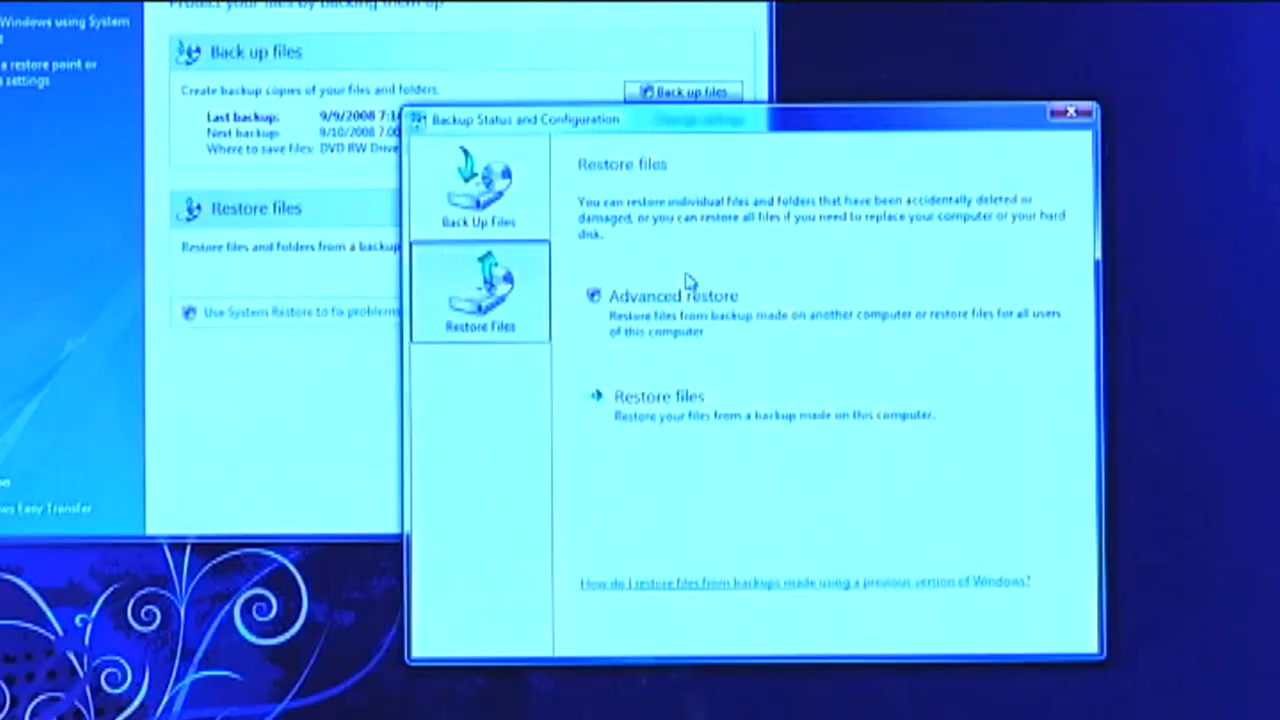 Windows using System
a restore point or
settings
Protect your files by backing them up
Back up files
Create backup copies of your files and folders.
Back up files
Last backup: 9/9/2008 7:1
Next backup: 9/10/2008 7:00
Where to save files: DVD RW Drive
Restore files
Restore files and folders from a backup
Use System Restore to fix problems
Easy Transfer
Backup Status and Configuration
Change settings
Back Up Files
Restore Files
Restore files
You can restore individual files and folders that have been accidentally deleted or
damaged, or you can restore all files if you need to replace your computer or your hard
disk.
Advanced restore
Restore files from backup made on another computer or restore files for all users
of this computer
Restore files
Restore your files from a backup made on this computer.
How do I restore files from backups made using a previous version of Windows?